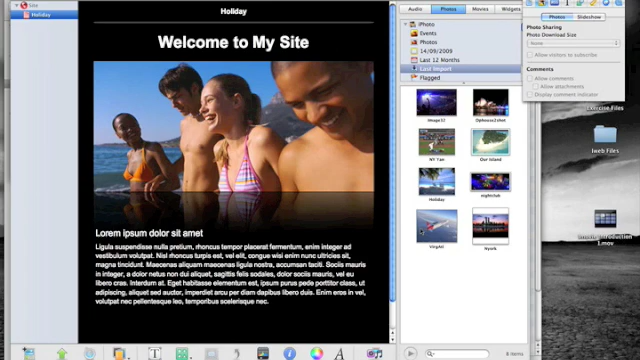 Site
Holiday
Holiday
Welcome to My Site
Lorem ipsum dolor sit amet
Ligula suspendisse nulla pretium, rhoncus tempor placerat fermentum, enim integer ad
vestibulum volutpat. Nisl rhoncus turpis est, vel elit, congue wisi enim nunc ultricies sit,
magna tincidunt. Maecenas aliquam maecenas ligula nostra, accumsan taciti. Sociis mauris
in integer, a dolor netus non dui aliquet, sagittis felis sodales, dolor sociis mauris, vel eu
libero cras. Interdum at. Eget habitasse elementum est, ipsum purus pede porttitor class, ut
adipiscing, aliquet sed auctor, imperdiet arcu per diam dapibus libero duis. Enim eros in vel,
volutpat nec pellentesque leo, temporibus scelerisque nec.
Audio
Photos
Movies
Widgets
iPhoto
Events
Photos
14/09/2009
Last 12 Months
Last Import
Flagged
NY Yan
Our Island
Holiday
nightclub
8 items
Photos
Slideshow
Photo Sharing
Photo Download Size
None
Allow visitors to subscribe
Comments
Allow comments
Allow attachments
Display comment indicator
Exercise Files
Iweb Files
1.mov